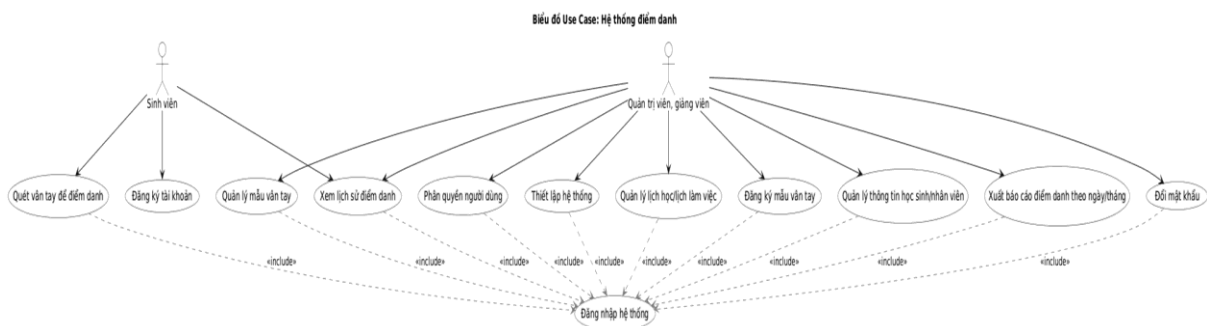 Biểu đồ Use Case: Hệ thống điểm danh
Sinh viên
Quản trị viên, giảng viên
Quét vân tay để điểm danh
Đăng ký tài khoản
Quản lý mẫu vân tay
Xem lịch sử điểm danh
Phân quyền người dùng
Thiết lập hệ thống
Quản lý lịch học/lịch làm việc
Đăng ký mẫu vân tay
Quản lý thông tin học sinh/nhân viên
Xuất báo cáo điểm danh theo ngày/tháng
Đổi mật khẩu
«include»
«include»
«include»
«include»
«include»
«include»
«include»
«include»
«include»
«include»
Đăng nhập hệ thống